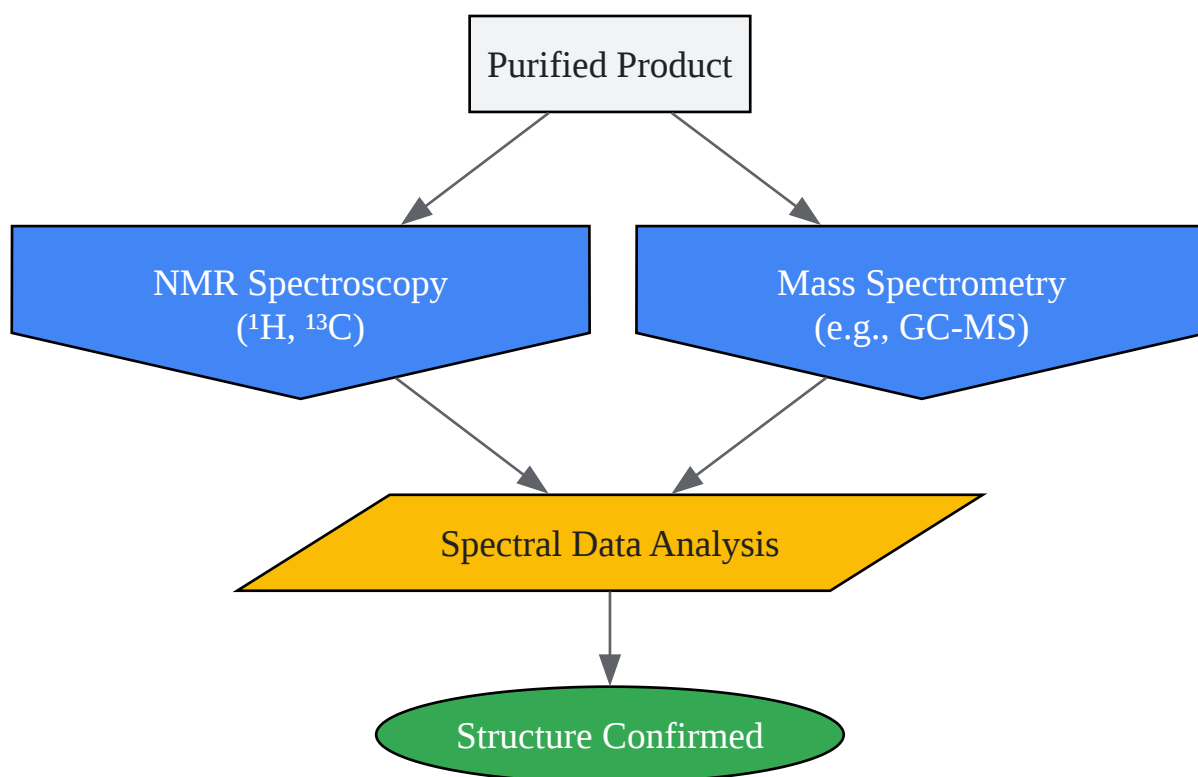 Purified Product
NMR Spectroscopy
(¹H, ¹³C)
Mass Spectrometry
(e.g., GC-MS)
Spectral Data Analysis
Structure Confirmed